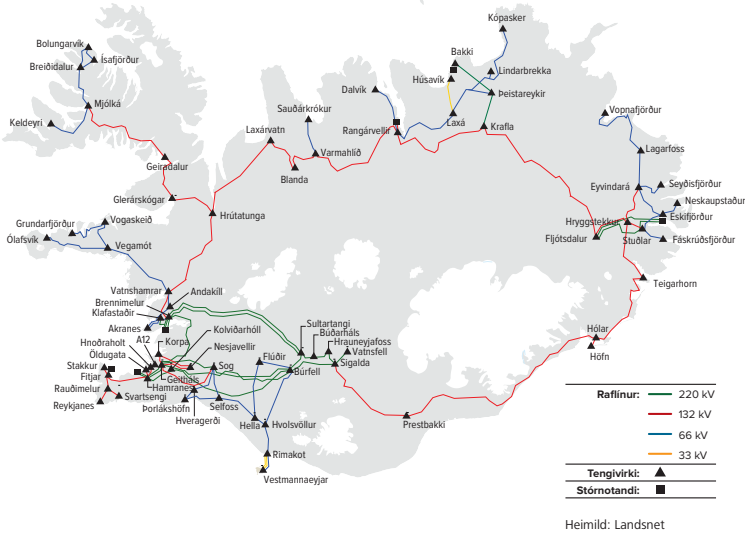 Kópasker
Bolungarvík
Ísafjörður
Breiðidalur
Bakki
Lindarbrekka
Húsavík
Dalvík
Þeistareykir
Mjólká
Sauðárkrókur
Vopnafjörður
Keldeyri
Laxárvatn
Rangárvellir
Laxá
Krafla
Lagarfoss
Varmahlíð
Geiradalur
Blanda
Eyvindará
Seyðisfjörður
Glerárskógar
Neskaupstaður
Grundarfjörður
Vogaskeið
Hrútatunga
Hryggstekkur
Eskifjörður
Ólafsvík
Fljótsdalur
Stuðlar
Fáskrúðsfjörður
Vegamót
Teigarhorn
Vatnshamrar
Andakíll
Brennimelur
Klafastaðir
Akranes
Kolviðarhóll
Sultartangi
Hólar
A12
Korpa
Búðarháls
Hnoðraholt
Hrauneyjafoss
Öldugata
Nesjavellir
Vatnsfell
Höfn
Stakkur
Flúðir
Sigalda
Fitjar
Geitháls
Sog
Búrfell
Rauðimelur
Hamranes
Svartsengi
Reykjanes
Þorlákshöfn
Selfoss
Hveragerði
Hella
Hvolsvöllur
Prestbakki
Rimakot
Vestmannaeyjar
Raflínur:
220 kV
132 kV
66 kV
33 kV
Tengivirki:
Stórnotandi:
Heimild: Landsnet